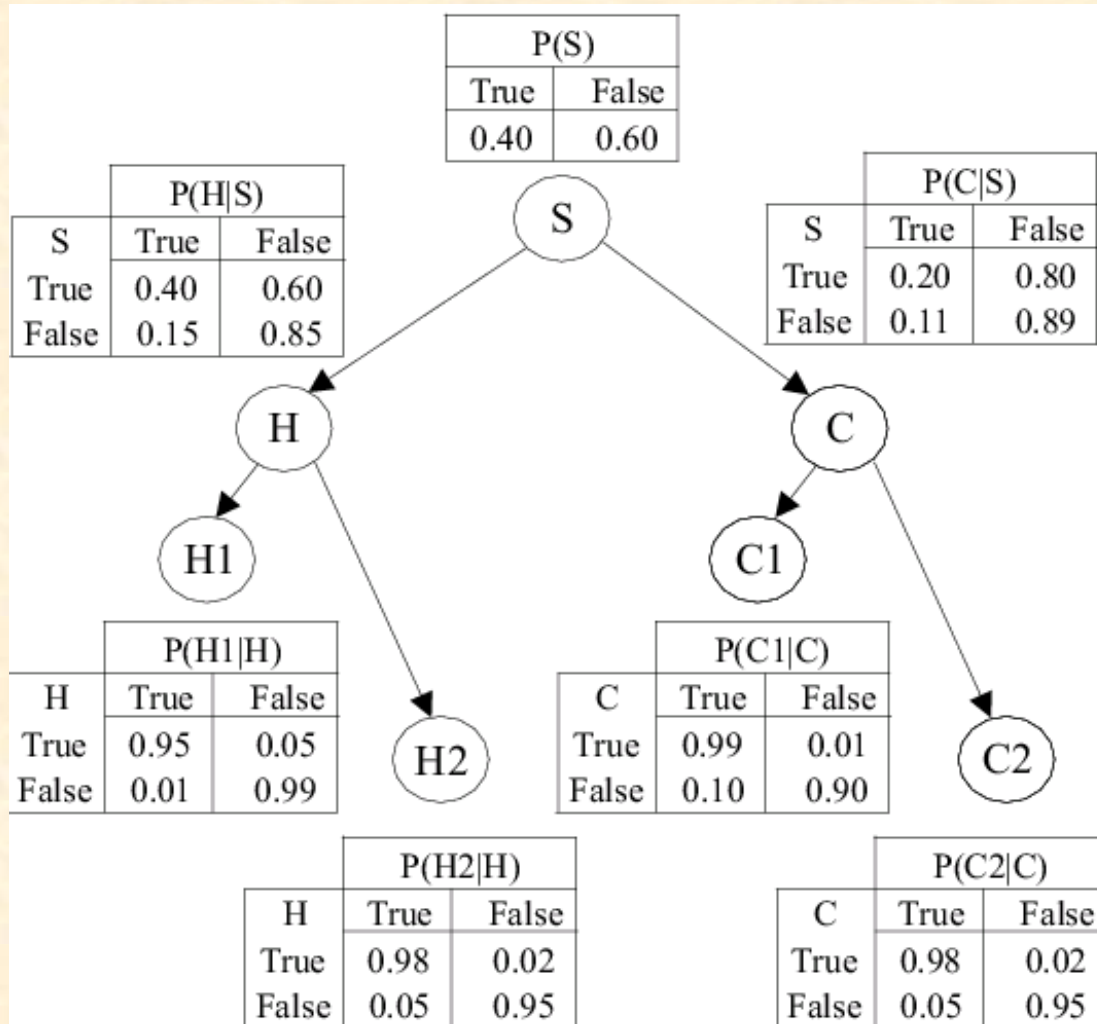 P(S)
True False
0.40 0.60
S
P(H|S)
S True False
True 0.40 0.60
False 0.15 0.85
P(C|S)
S True False
True 0.20 0.80
False 0.11 0.89
H
C
H1
C1
P(H1|H)
H True False
True 0.95 0.05
False 0.01 0.99
H2
P(C1|C)
C True False
True 0.99 0.01
False 0.10 0.90
C2
P(H2|H)
H True False
True 0.98 0.02
False 0.05 0.95
P(C2|C)
C True False
True 0.98 0.02
False 0.05 0.95